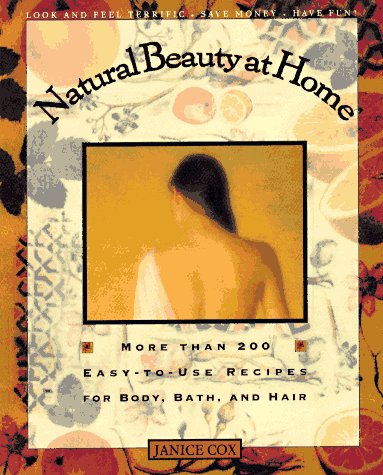 LOOK AND FEEL TERRIFIC • SAVE MONEY • HAVE FUN!
Natural Beauty at Home
MORE THAN 200
EASY-TO-USE RECIPES
FOR BODY, BATH, AND HAIR
JANICE COX